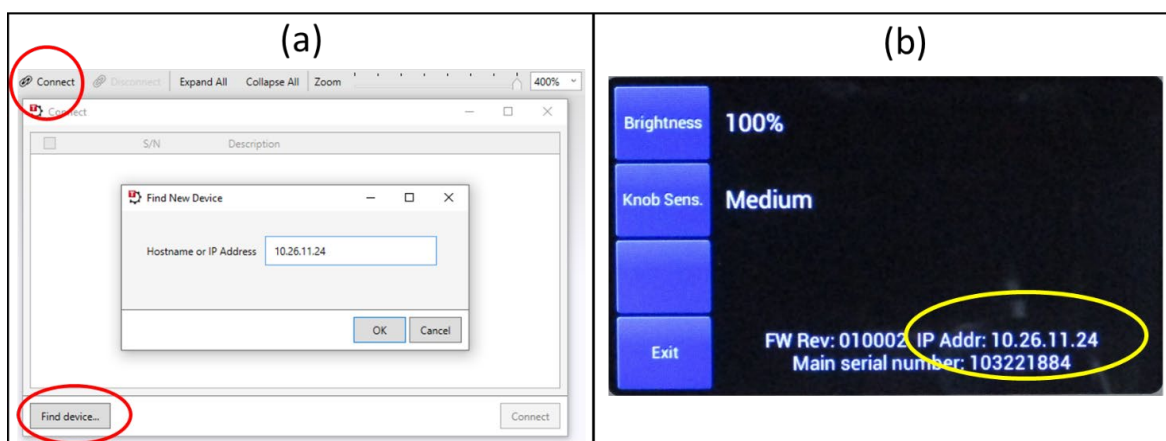 (a)
Connect Disconnect Expand All Collapse All Zoom 400%
Connect
S/N Description
Find New Device
Hostname or IP Address 10.26.11.24
OK Cancel
Find device... Connect
(b)
Brightness 100%
Knob Sens. Medium
Exit
FW Rev: 010002 IP Addr: 10.26.11.24
Main serial number: 103221884